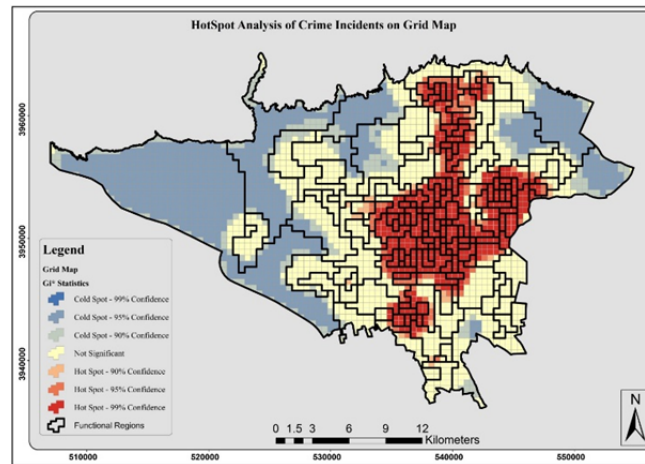 HotSpot Analysis of Crime Incidents on Grid Map
3960000
3950000
3940000
Legend
Grid Map
Gi* Statistics
Cold Spot - 99% Confidence
Cold Spot - 95% Confidence
Cold Spot - 90% Confidence
Not Significant
Hot Spot - 90% Confidence
Hot Spot - 95% Confidence
Hot Spot - 99% Confidence
Functional Regions
0 1.5 3 6 9 12
Kilometers
N
510000 520000 530000 540000 550000